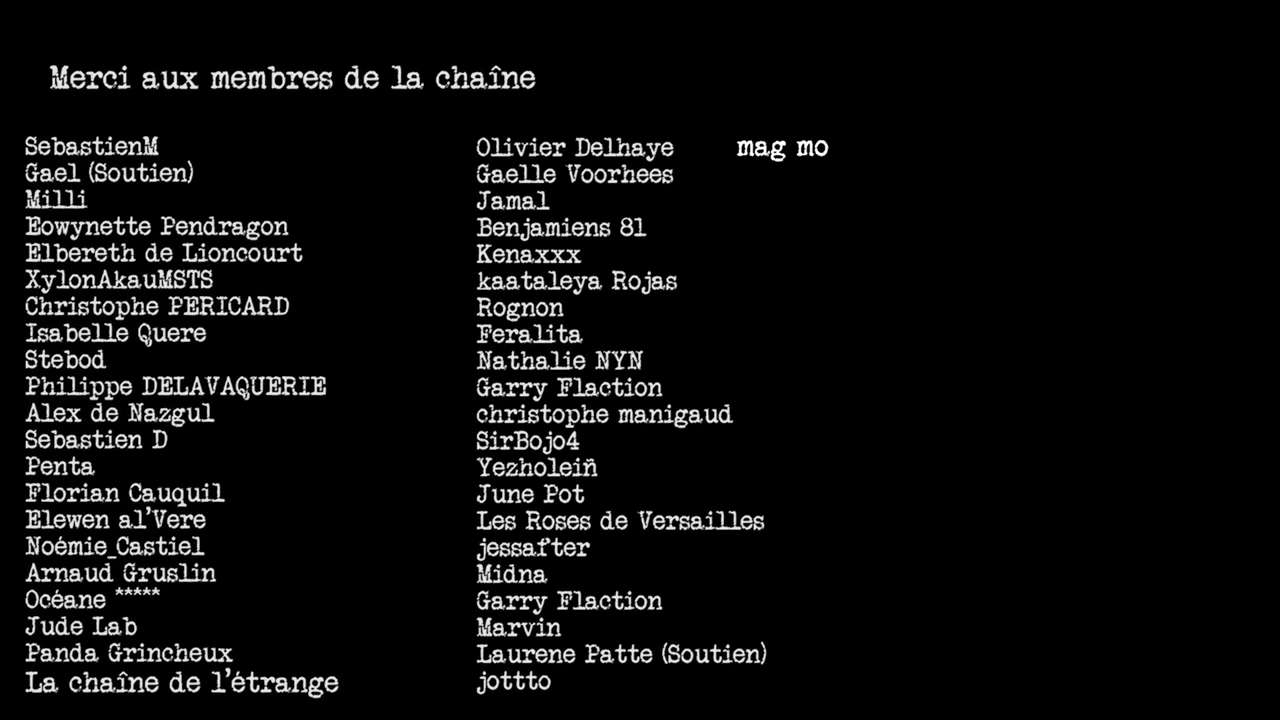 Merci aux membres de la chaîne
SebastienM
Gael (Soutien)
Milli
Eowynette Pendragon
Elbereth de Lioncourt
XylonAkauMSTS
Christophe PERICARD
Isabelle Quere
Stebod
Philippe DELAVAQUERIE
Alex de Nazgul
Sebastien D
Penta
Florian Cauquil
Elewen al'Vere
Noémie_Castiel
Arnaud Gruslin
Océane *****
Jude Lab
Panda Grincheux
La chaîne de l'étrange
Olivier Delhaye
Gaelle Voorhees
Jamal
Benjamiens 81
Kenaxxx
kaataleya Rojas
Rognon
Feralita
Nathalie NYN
Garry Flaction
christophe manigaud
SirBojo4
Yezholeiñ
June Pot
Les Roses de Versailles
jessafter
Midna
Garry Flaction
Marvin
Laurene Patte (Soutien)
jottto
mag mo